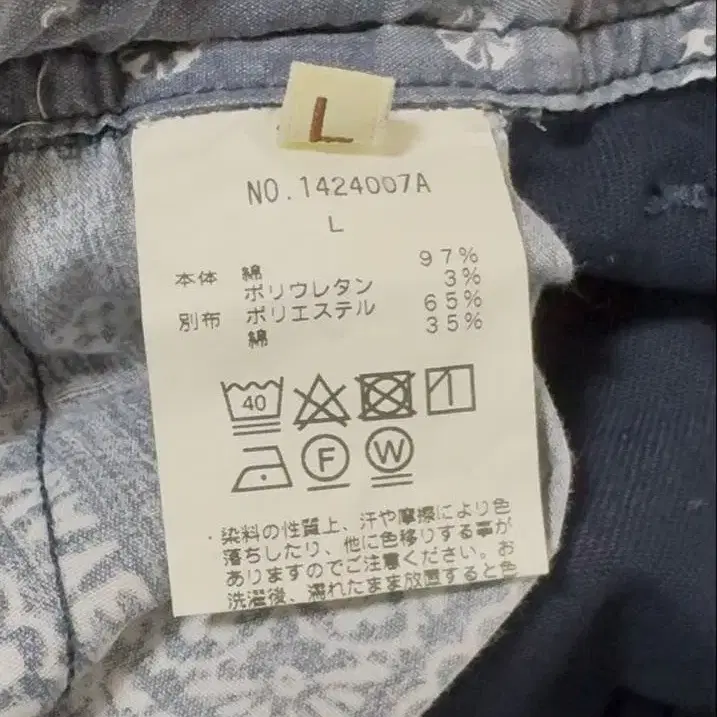 L
NO.1424007A
L
本体 綿 97%
ポリウレタン 3%
別布 ポリエステル 65%
綿 35%
40
F W
・染料の性質上、汗や摩擦により色
落ちしたり、他に色移りする事が
ありますのでご注意ください。お
洗濯後、濡れたまま放置すると色